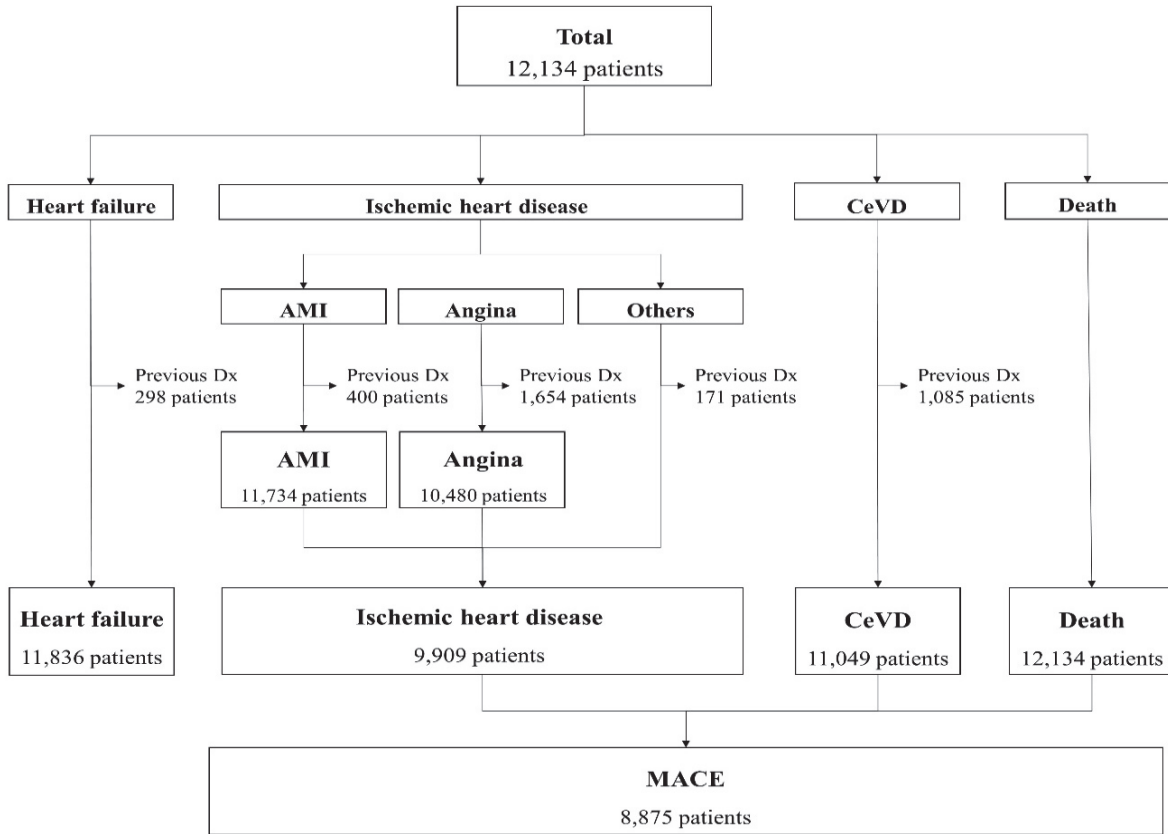 Total
12,134 patients
Heart failure
Ischemic heart disease
CeVD
Death
AMI
Angina
Others
Previous Dx
298 patients
Previous Dx
400 patients
Previous Dx
1,654 patients
Previous Dx
171 patients
Previous Dx
1,085 patients
AMI
11,734 patients
Angina
10,480 patients
Heart failure
11,836 patients
Ischemic heart disease
9,909 patients
CeVD
11,049 patients
Death
12,134 patients
MACE
8,875 patients